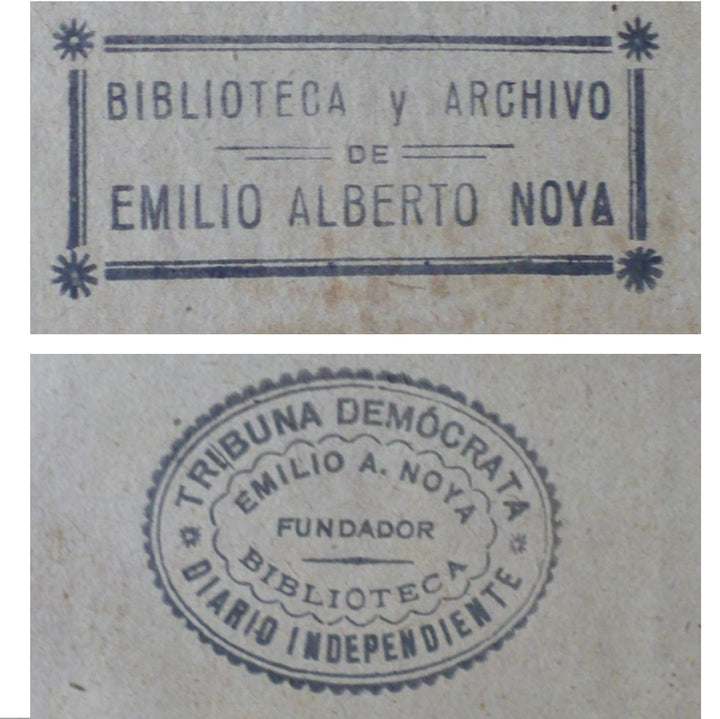 BIBLIOTECA y ARCHIVO
DE
EMILIO ALBERTO NOYA
TRIBUNA DEMÓCRATA
EMILIO A. NOYA
FUNDADOR
BIBLIOTECA
DIARIO INDEPENDIENTE